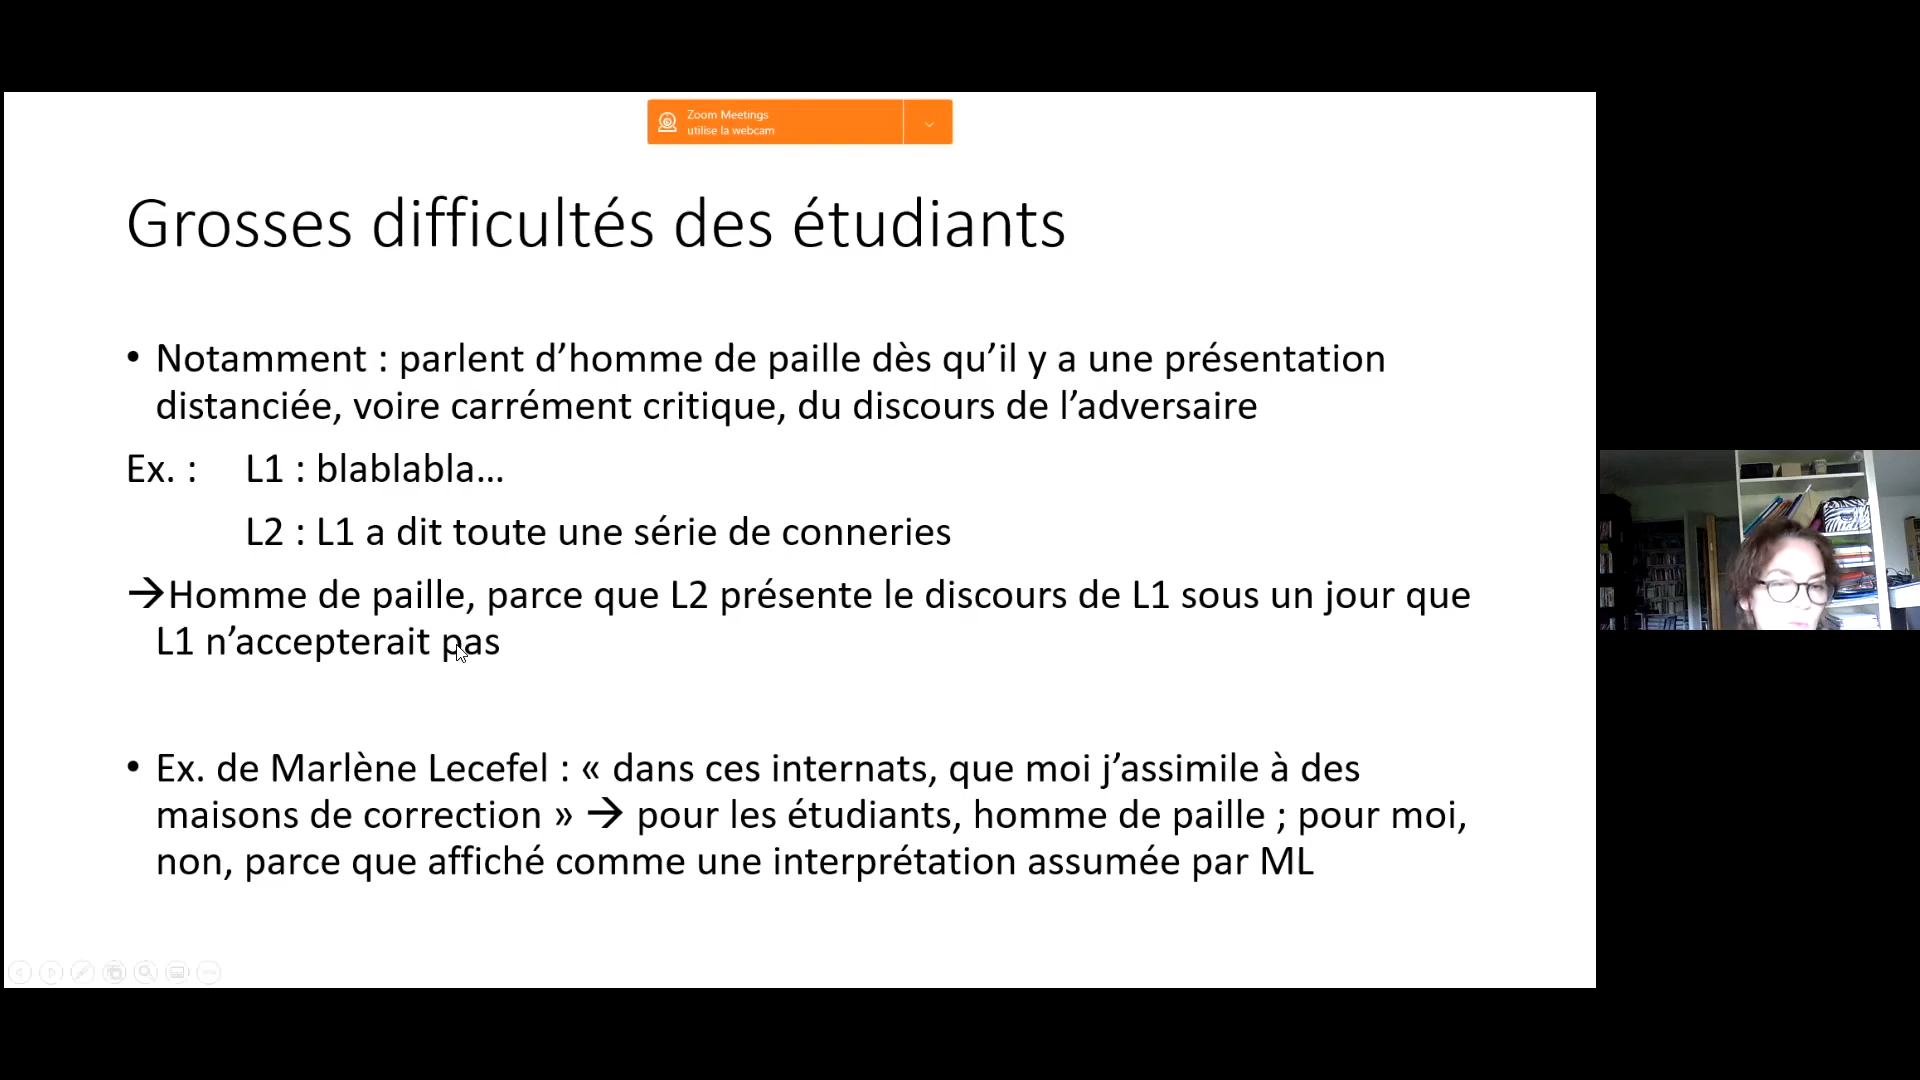 Zoom Meetings
utilise la webcam
Grosses difficultés des étudiants
• Notamment : parlent d’homme de paille dès qu’il y a une présentation
distanciée, voire carrément critique, du discours de l’adversaire
Ex. : L1 : blablabla…
L2 : L1 a dit toute une série de conneries
→Homme de paille, parce que L2 présente le discours de L1 sous un jour que
L1 n’accepterait pas
• Ex. de Marlène Lecefel : « dans ces internats, que moi j’assimile à des
maisons de correction » → pour les étudiants, homme de paille ; pour moi,
non, parce que affiché comme une interprétation assumée par ML